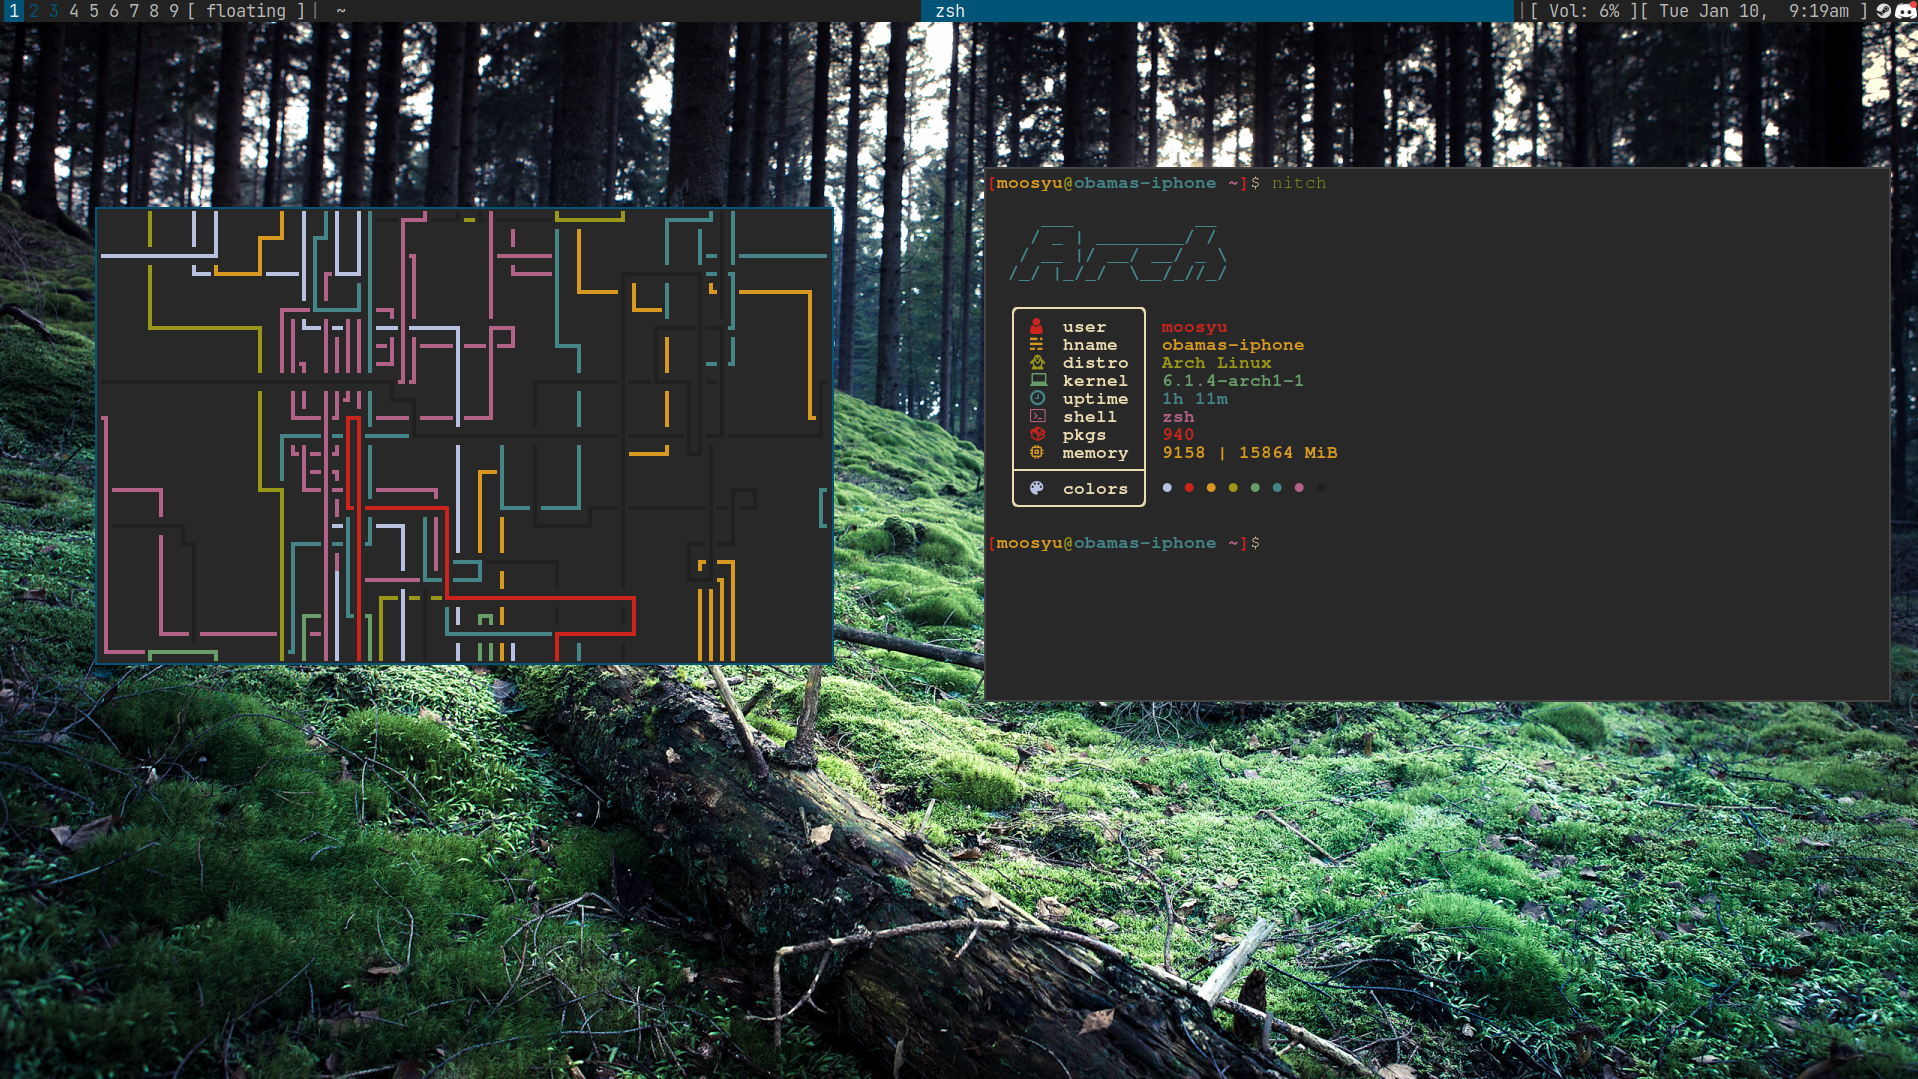 1 2 3 4 5 6 7 8 9 [ floating ]| ~
zsh
|[ Vol: 6% ][ Tue Jan 10,  9:19am ]
[moosyu@obamas-iphone ~]$ nitch
Arch
user moosyu
hname obamas-iphone
distro Arch Linux
kernel 6.1.4-arch1-1
uptime 1h 11m
shell zsh
pkgs 940
memory 9158 | 15864 MiB
colors
[moosyu@obamas-iphone ~]$